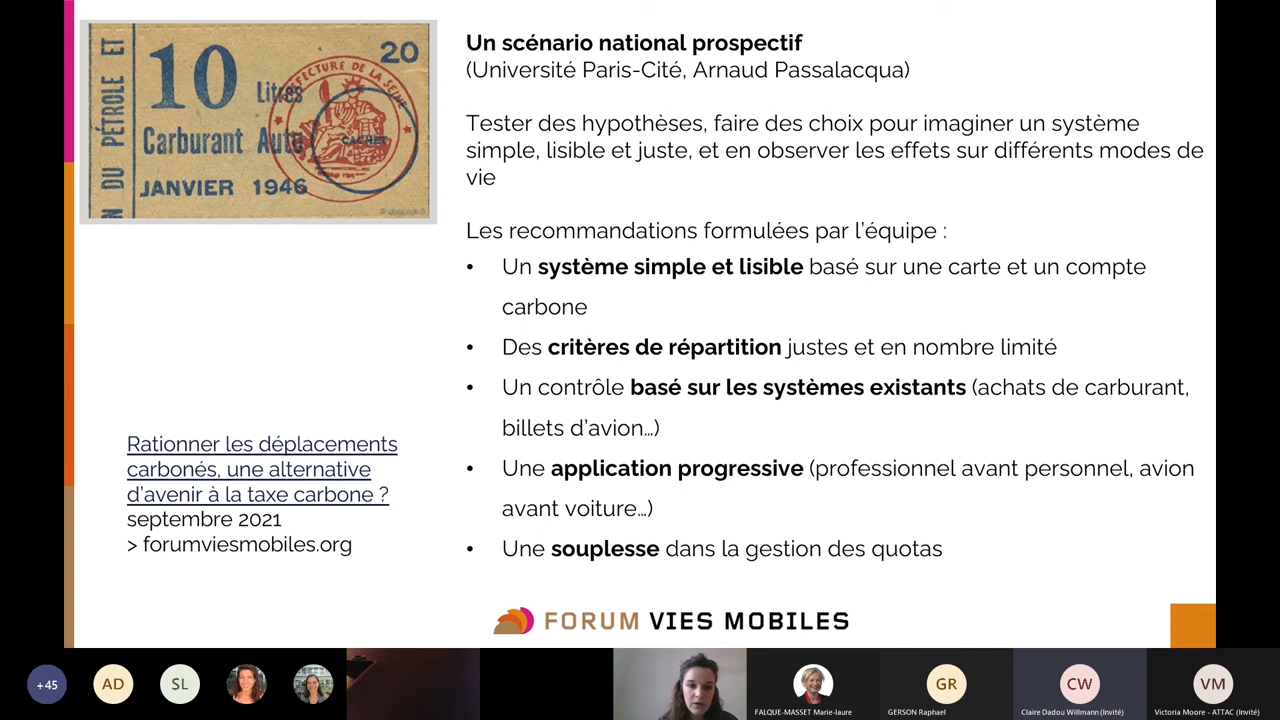 N DU PÉTROLE ET
10
20
Litres
Carburant Auto
JANVIER 1946
PRÉFECTURE DE LA SEINE
CACHET
Un scénario national prospectif
(Université Paris-Cité, Arnaud Passalacqua)
Tester des hypothèses, faire des choix pour imaginer un système
simple, lisible et juste, et en observer les effets sur différents modes de
vie
Les recommandations formulées par l'équipe :
• Un système simple et lisible basé sur une carte et un compte
carbone
• Des critères de répartition justes et en nombre limité
• Un contrôle basé sur les systèmes existants (achats de carburant,
billets d'avion…)
• Une application progressive (professionnel avant personnel, avion
avant voiture…)
• Une souplesse dans la gestion des quotas
Rationner les déplacements
carbonés, une alternative
d'avenir à la taxe carbone ?
septembre 2021
> forumviesmobiles.org
FORUM VIES MOBILES
+45
AD
SL
FALQUE-MASSET Marie-laure
GR
GERSON Raphael
CW
Claire Dadou Willmann (Invité)
VM
Victoria Moore - ATTAC (Invité)